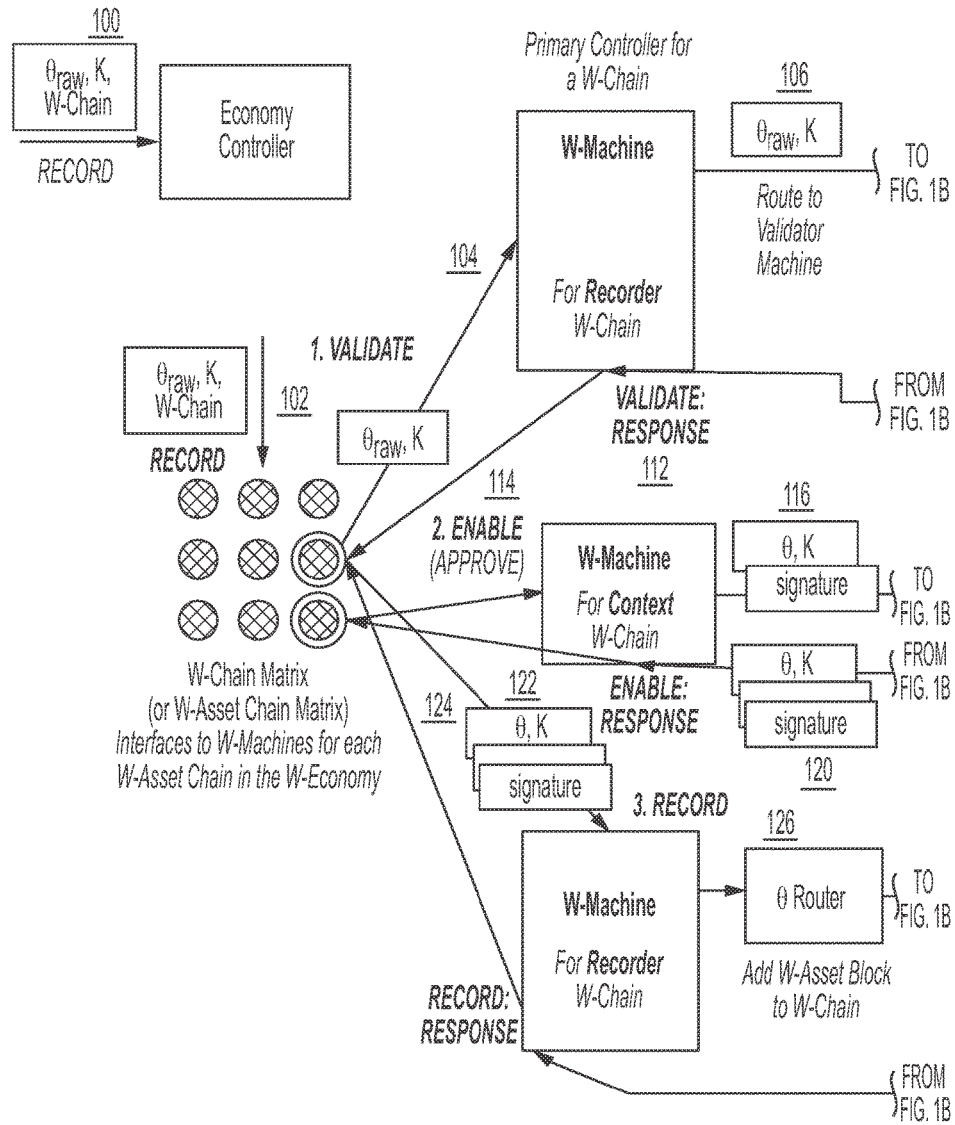 100
θraw, K,
W-Chain
RECORD
Economy
Controller
Primary Controller for
a W-Chain
W-Machine
For Recorder
W-Chain
106
θraw, K
Route to
Validator
Machine
TO
FIG. 1B
104
1. VALIDATE
θraw, K
θraw, K,
W-Chain
102
RECORD
VALIDATE:
RESPONSE
112
FROM
FIG. 1B
114
2. ENABLE
(APPROVE)
W-Machine
For Context
W-Chain
116
θ, K
signature
TO
FIG. 1B
ENABLE:
RESPONSE
θ, K
signature
120
FROM
FIG. 1B
W-Chain Matrix
(or W-Asset Chain Matrix)
Interfaces to W-Machines for each
W-Asset Chain in the W-Economy
124
122
θ, K
signature
3. RECORD
W-Machine
For Recorder
W-Chain
126
θ Router
Add W-Asset Block
to W-Chain
TO
FIG. 1B
RECORD:
RESPONSE
FROM
FIG. 1B